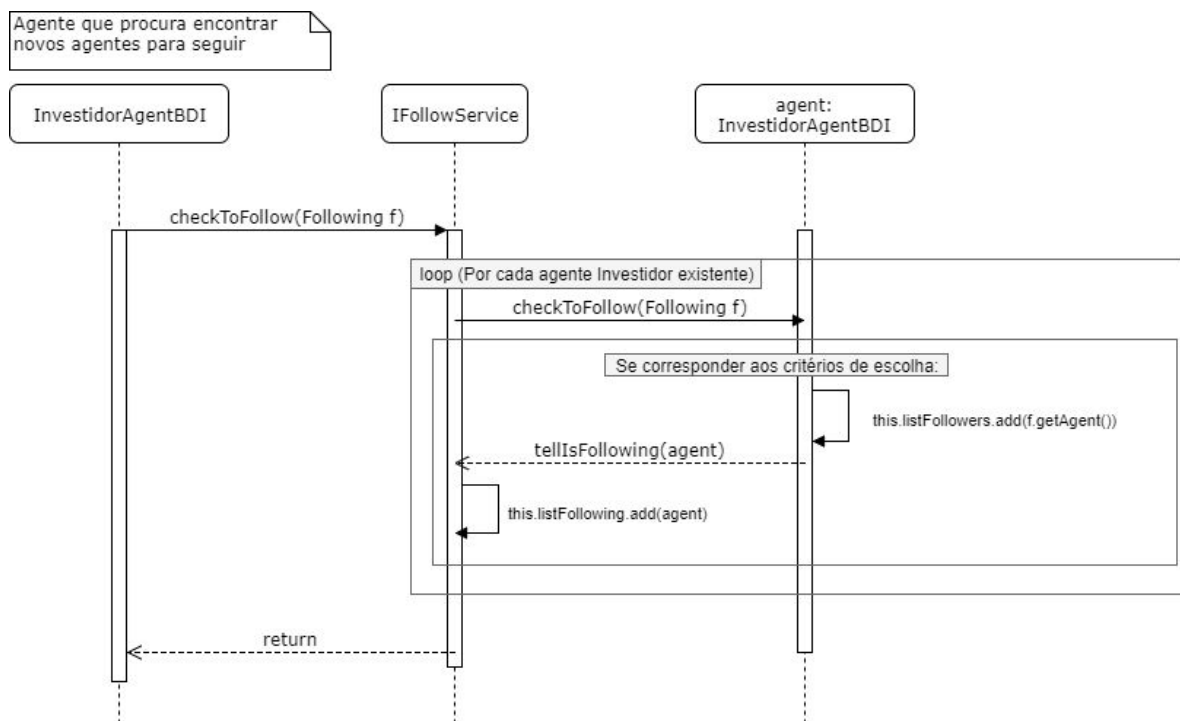 Agente que procura encontrar
novos agentes para seguir
InvestidorAgentBDI
IFollowService
agent:
InvestidorAgentBDI
checkToFollow(Following f)
loop (Por cada agente Investidor existente)
checkToFollow(Following f)
Se corresponder aos critérios de escolha:
this.listFollowers.add(f.getAgent())
tellIsFollowing(agent)
this.listFollowing.add(agent)
return